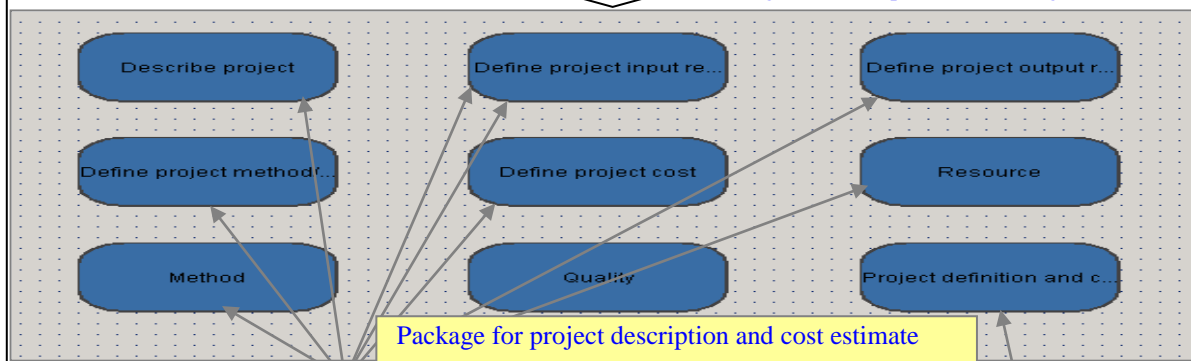 Describe project
Define project input re...
Define project output r...
Define project method/...
Define project cost
Resource
Method
Quality
Project definition and c...
Package for project description and cost estimate